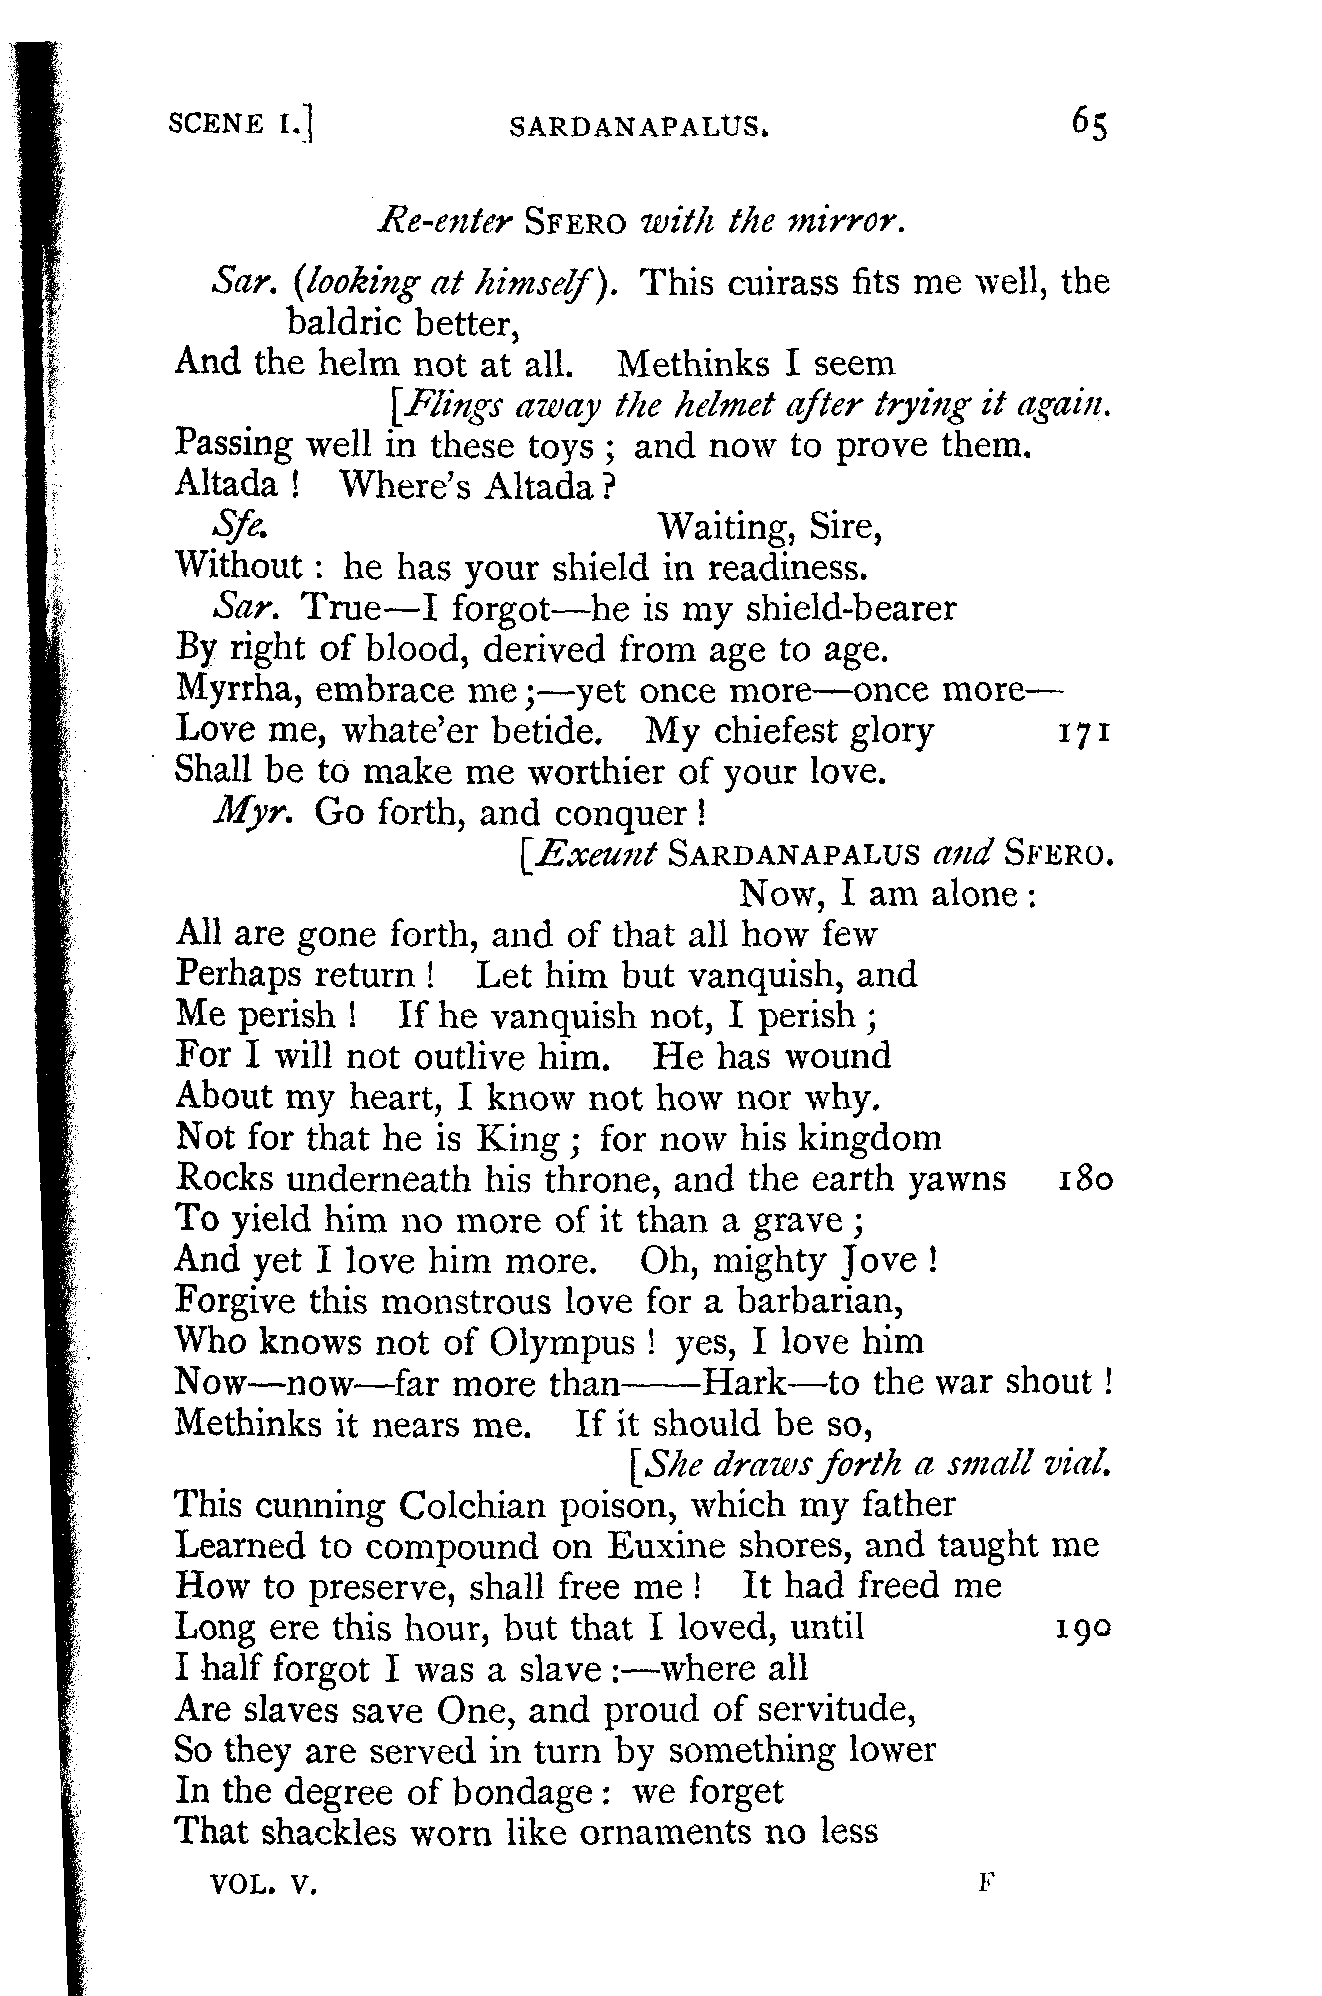 SCENE I.] SARDANAPALUS. 65
Re-enter SFERO with the mirror.
Sar. (looking at himself). This cuirass fits me well, the
baldric better,
And the helm not at all. Methinks I seem
[Flings away the helmet after trying it again.
Passing well in these toys ; and now to prove them.
Altada ! Where's Altada ?
Sfe. Waiting, Sire,
Without : he has your shield in readiness.
Sar. True—I forgot—he is my shield-bearer
By right of blood, derived from age to age.
Myrrha, embrace me ;—yet once more—once more—
Love me, whate'er betide. My chiefest glory 171
Shall be to make me worthier of your love.
Myr. Go forth, and conquer !
[Exeunt SARDANAPALUS and SFERO.
Now, I am alone :
All are gone forth, and of that all how few
Perhaps return ! Let him but vanquish, and
Me perish ! If he vanquish not, I perish ;
For I will not outlive him. He has wound
About my heart, I know not how nor why.
Not for that he is King ; for now his kingdom
Rocks underneath his throne, and the earth yawns 180
To yield him no more of it than a grave ;
And yet I love him more. Oh, mighty Jove !
Forgive this monstrous love for a barbarian,
Who knows not of Olympus ! yes, I love him
Now—now—far more than——Hark—to the war shout !
Methinks it nears me. If it should be so,
[She draws forth a small vial.
This cunning Colchian poison, which my father
Learned to compound on Euxine shores, and taught me
How to preserve, shall free me ! It had freed me
Long ere this hour, but that I loved, until 190
I half forgot I was a slave :—where all
Are slaves save One, and proud of servitude,
So they are served in turn by something lower
In the degree of bondage : we forget
That shackles worn like ornaments no less
VOL. V. F